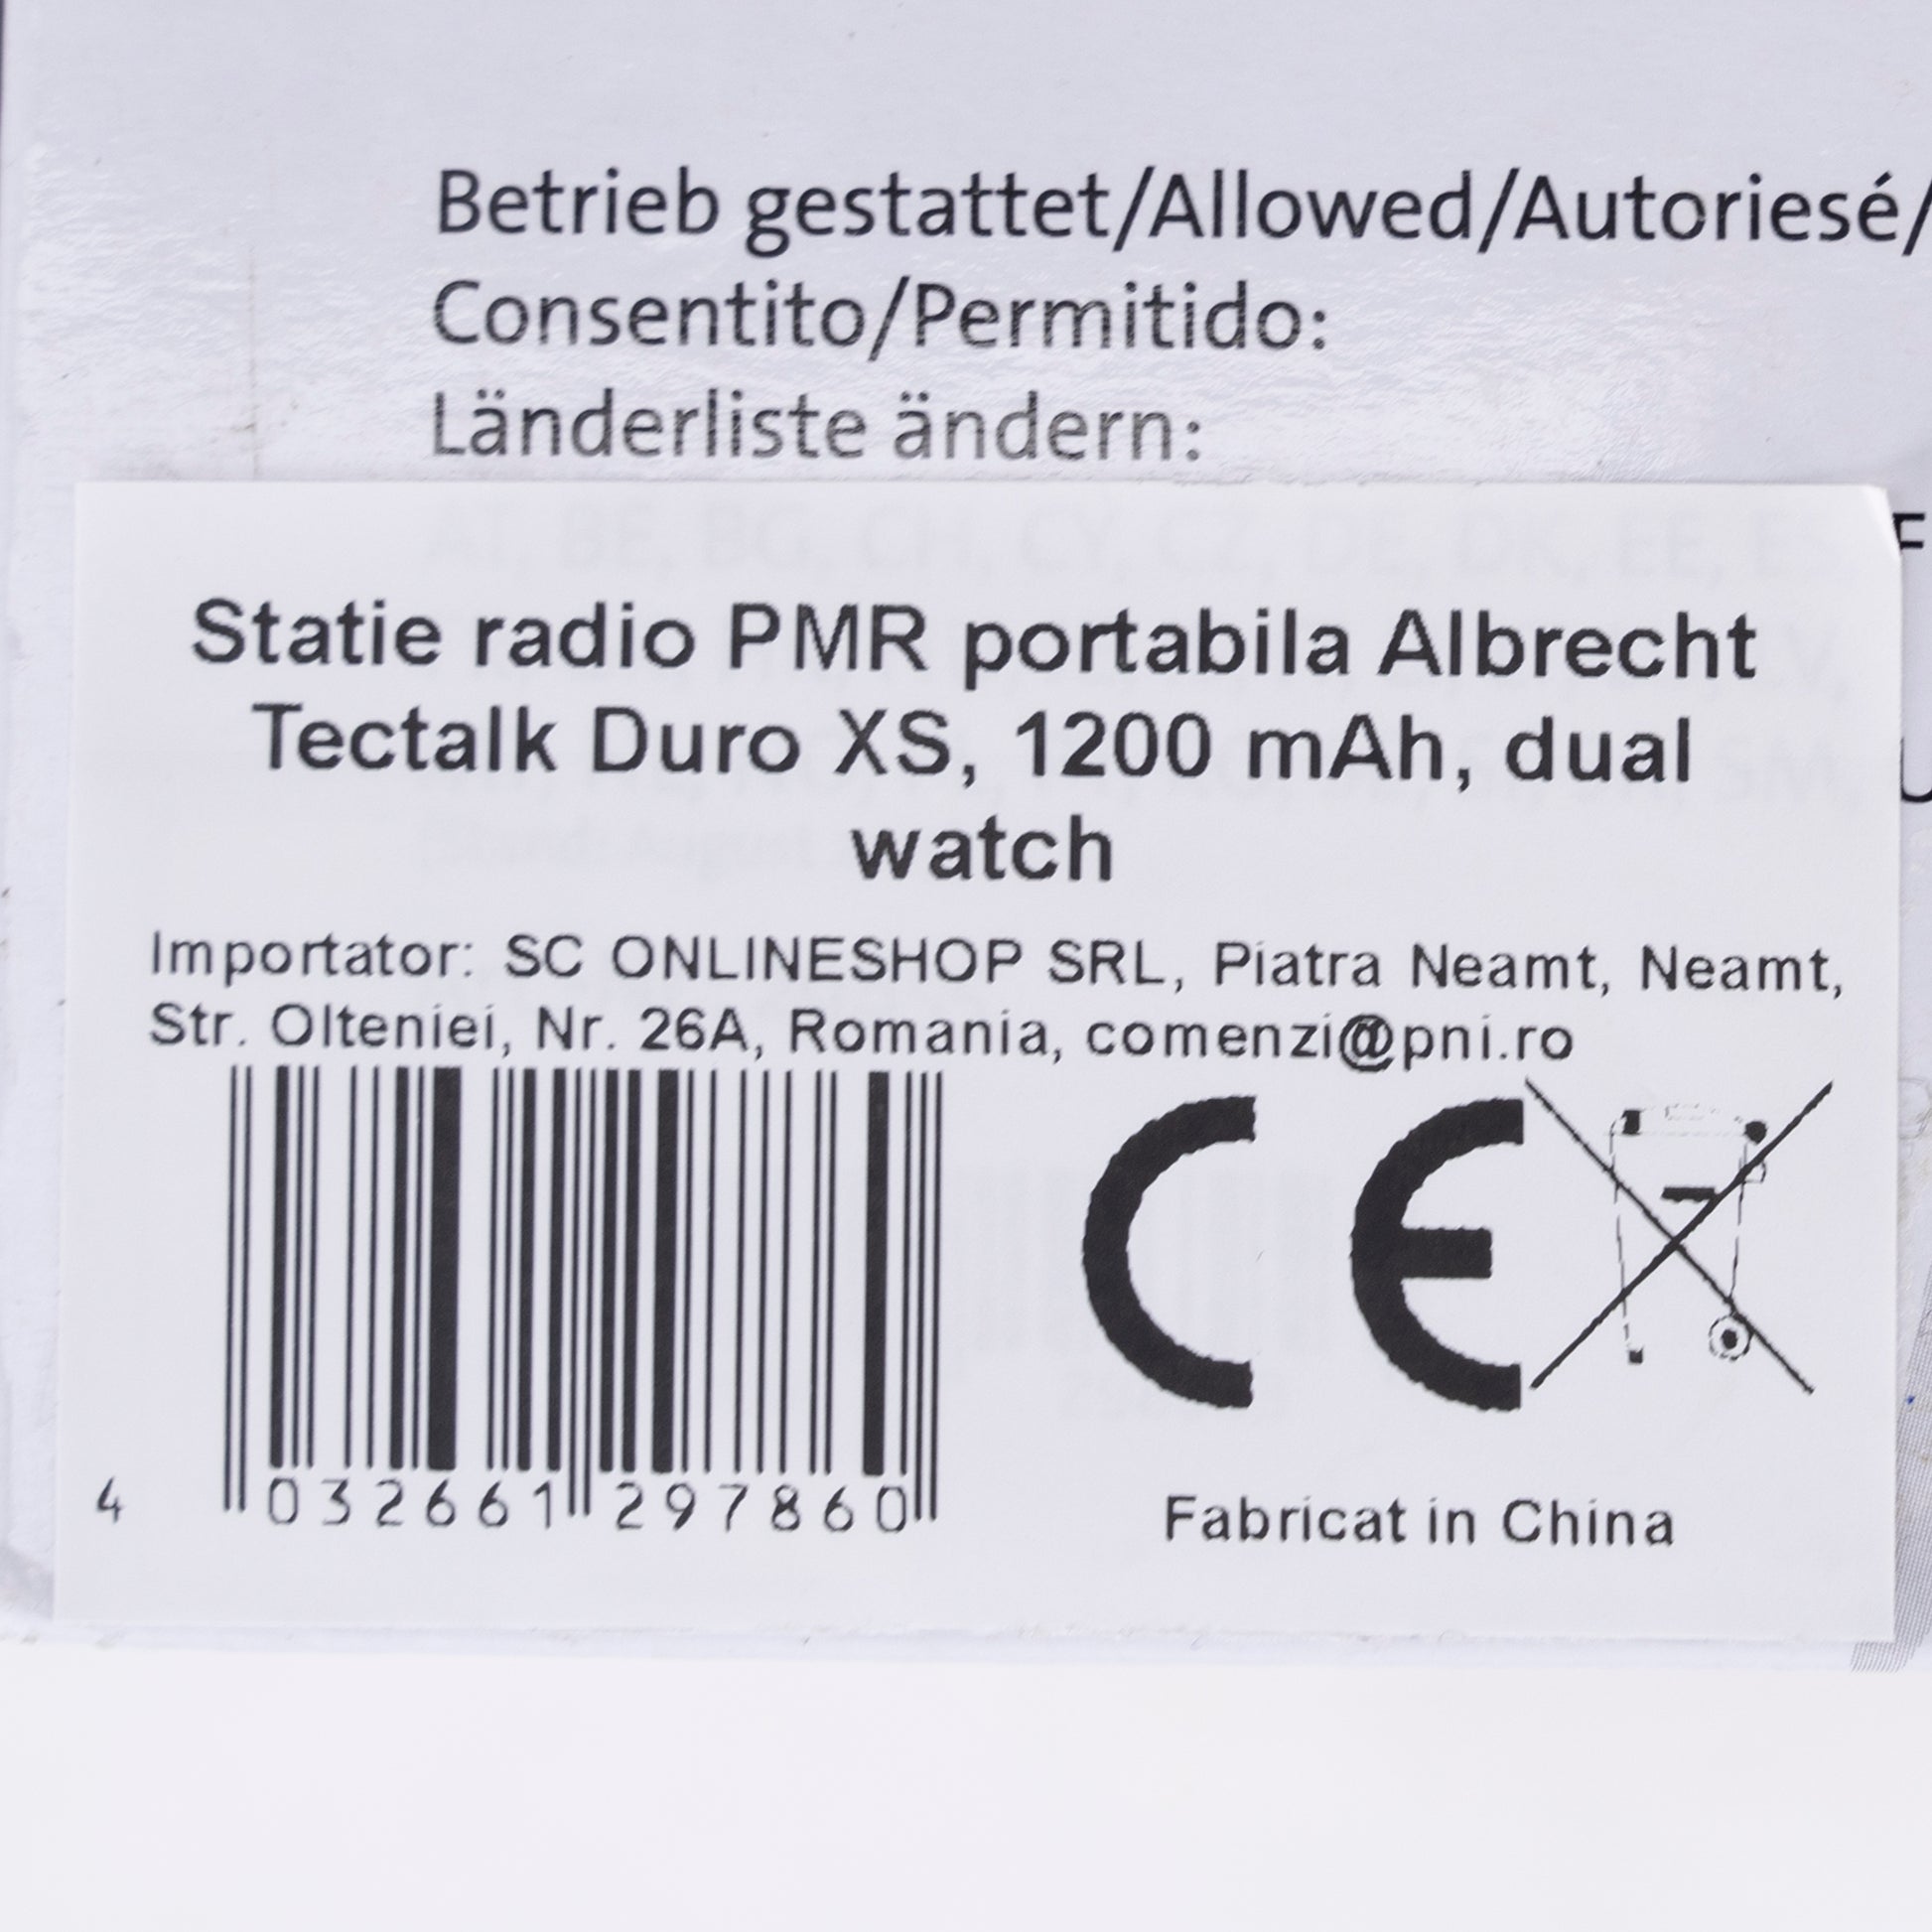 Betrieb gestattet/Allowed/Autoriesé/
Consentito/Permitido:
Länderliste ändern:
Statie radio PMR portabila Albrecht
Tectalk Duro XS, 1200 mAh, dual
watch
Importator: SC ONLINESHOP SRL, Piatra Neamt, Neamt,
Str. Olteniei, Nr. 26A, Romania, comenzi@pni.ro
CE
4 032661 297860
Fabricat in China